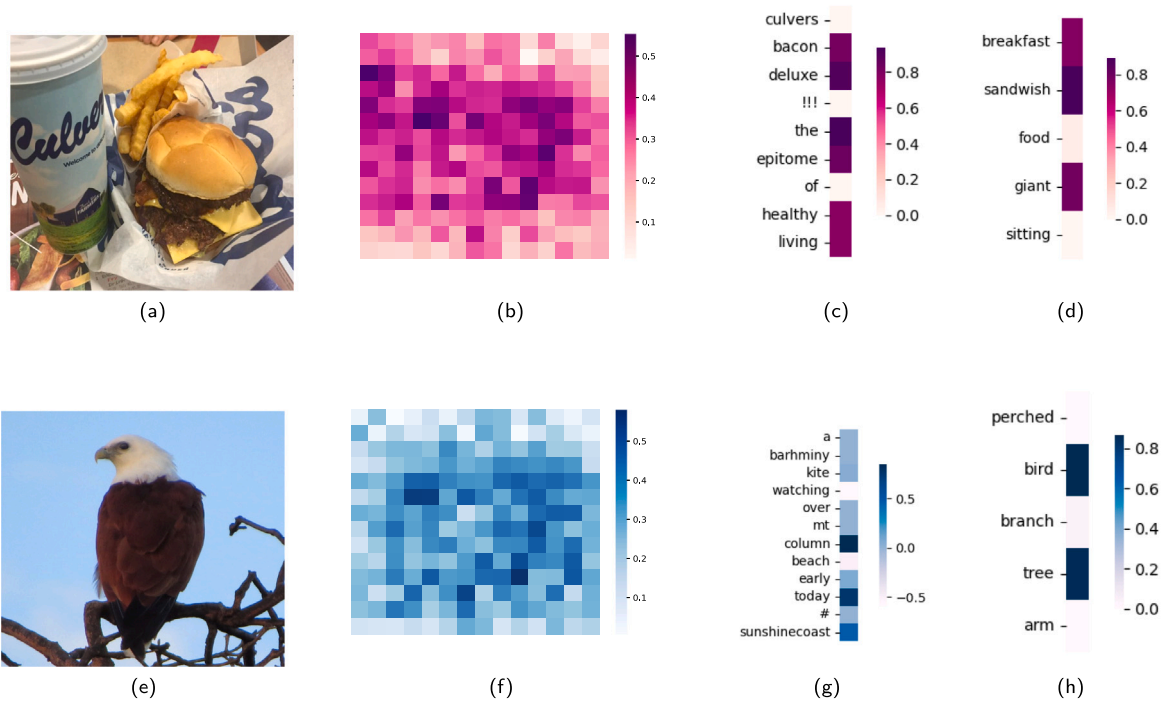 Culver
Welcome to
0.5
0.4
0.3
0.2
0.1
culvers
bacon
deluxe
!!!
the
epitome
of
healthy
living
0.8
0.6
0.4
0.2
0.0
breakfast
sandwish
food
giant
sitting
0.8
0.6
0.4
0.2
0.0
(a)
(b)
(c)
(d)
0.5
0.4
0.3
0.2
0.1
a
barhminy
kite
watching
over
mt
column
beach
early
today
#
sunshinecoast
0.5
0.0
−0.5
perched
bird
branch
tree
arm
0.8
0.6
0.4
0.2
0.0
(e)
(f)
(g)
(h)